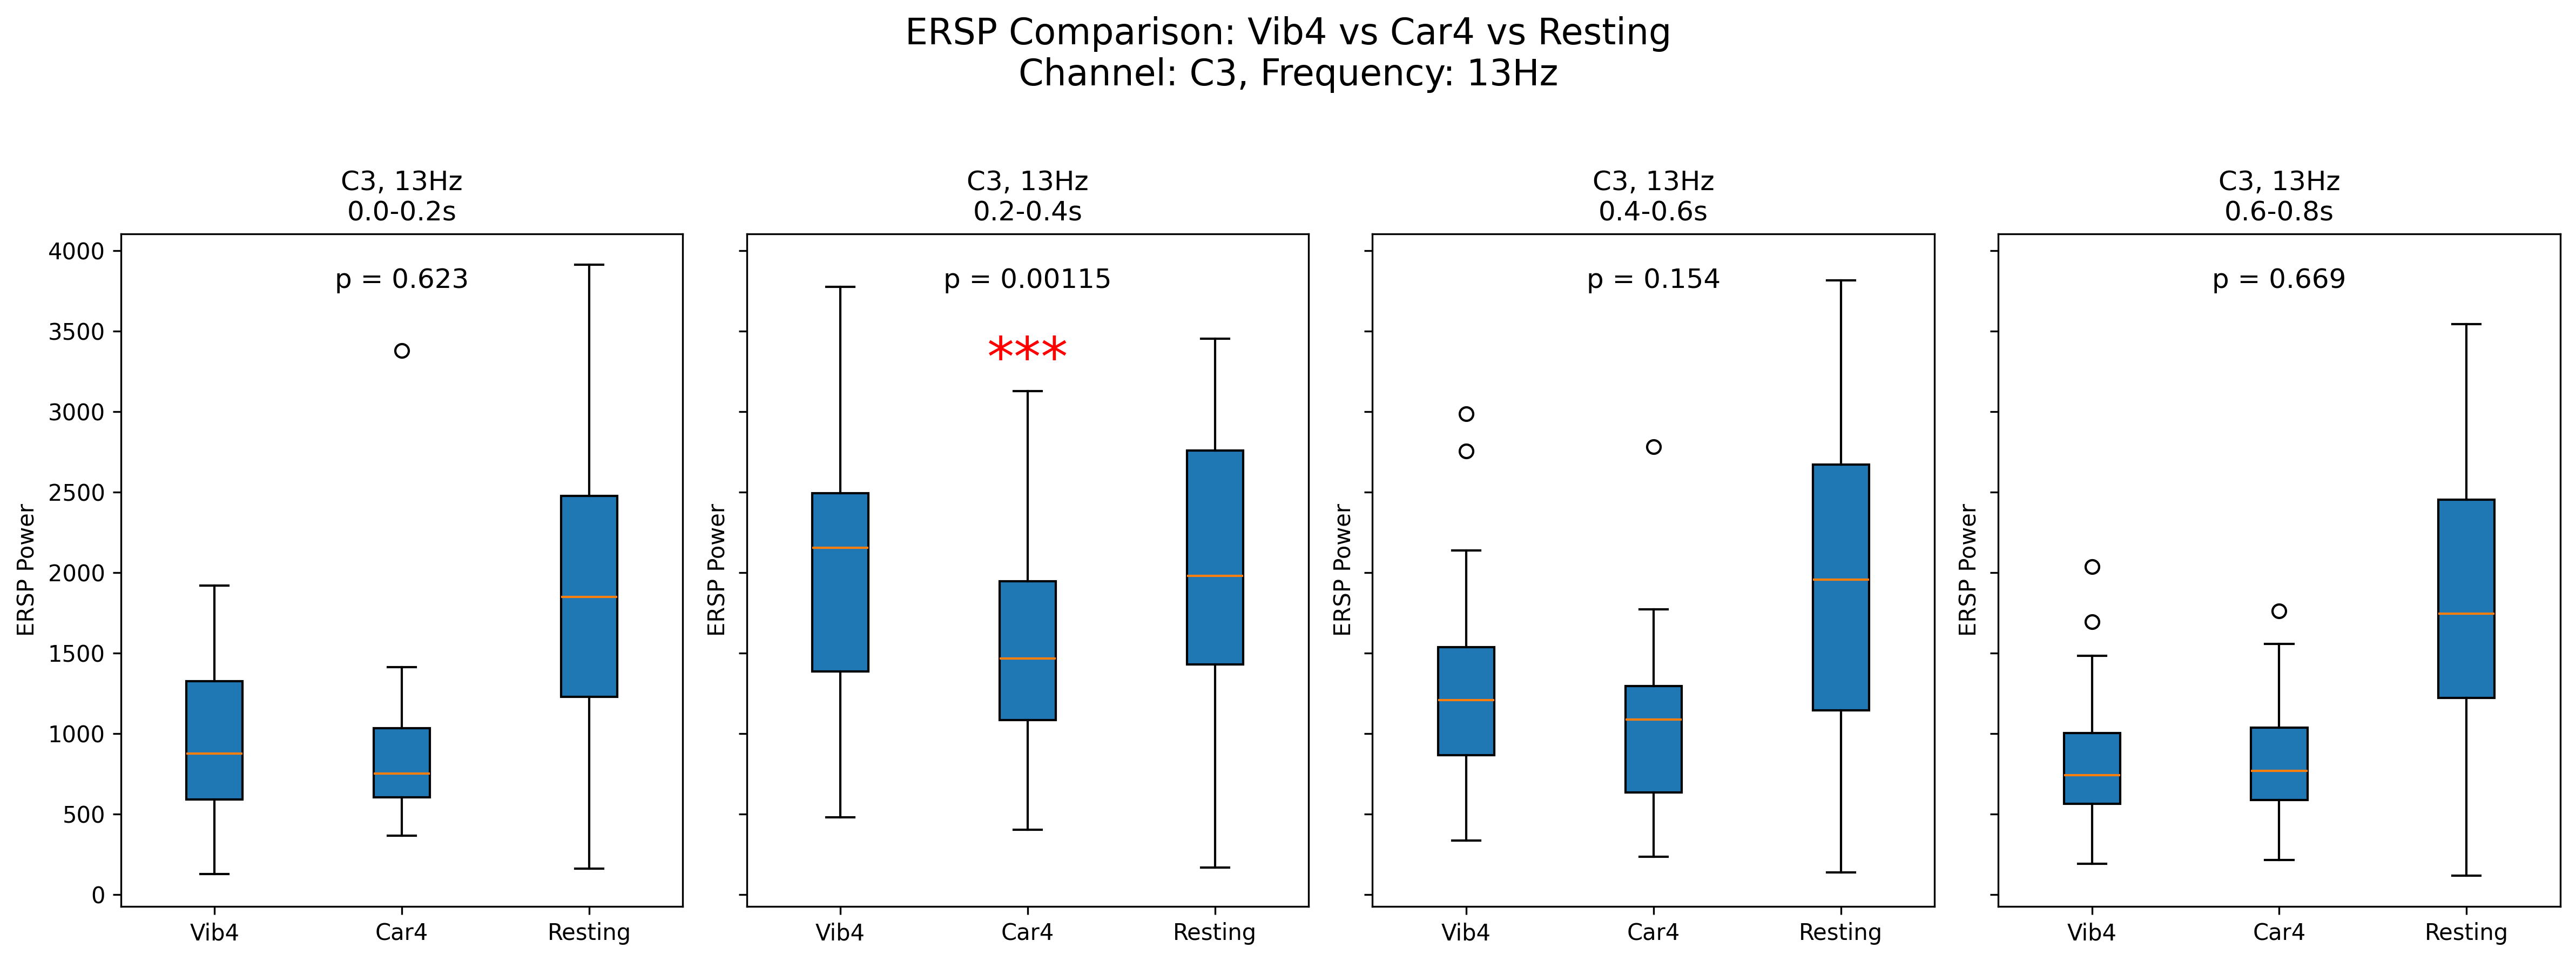 ERSP Comparison: Vib4 vs Car4 vs Resting
Channel: C3, Frequency: 13Hz
C3, 13Hz
0.0-0.2s
p = 0.623
ERSP Power
4000
3500
3000
2500
2000
1500
1000
500
0
Vib4 Car4 Resting
C3, 13Hz
0.2-0.4s
p = 0.00115
***
ERSP Power
Vib4 Car4 Resting
C3, 13Hz
0.4-0.6s
p = 0.154
ERSP Power
Vib4 Car4 Resting
C3, 13Hz
0.6-0.8s
p = 0.669
ERSP Power
Vib4 Car4 Resting